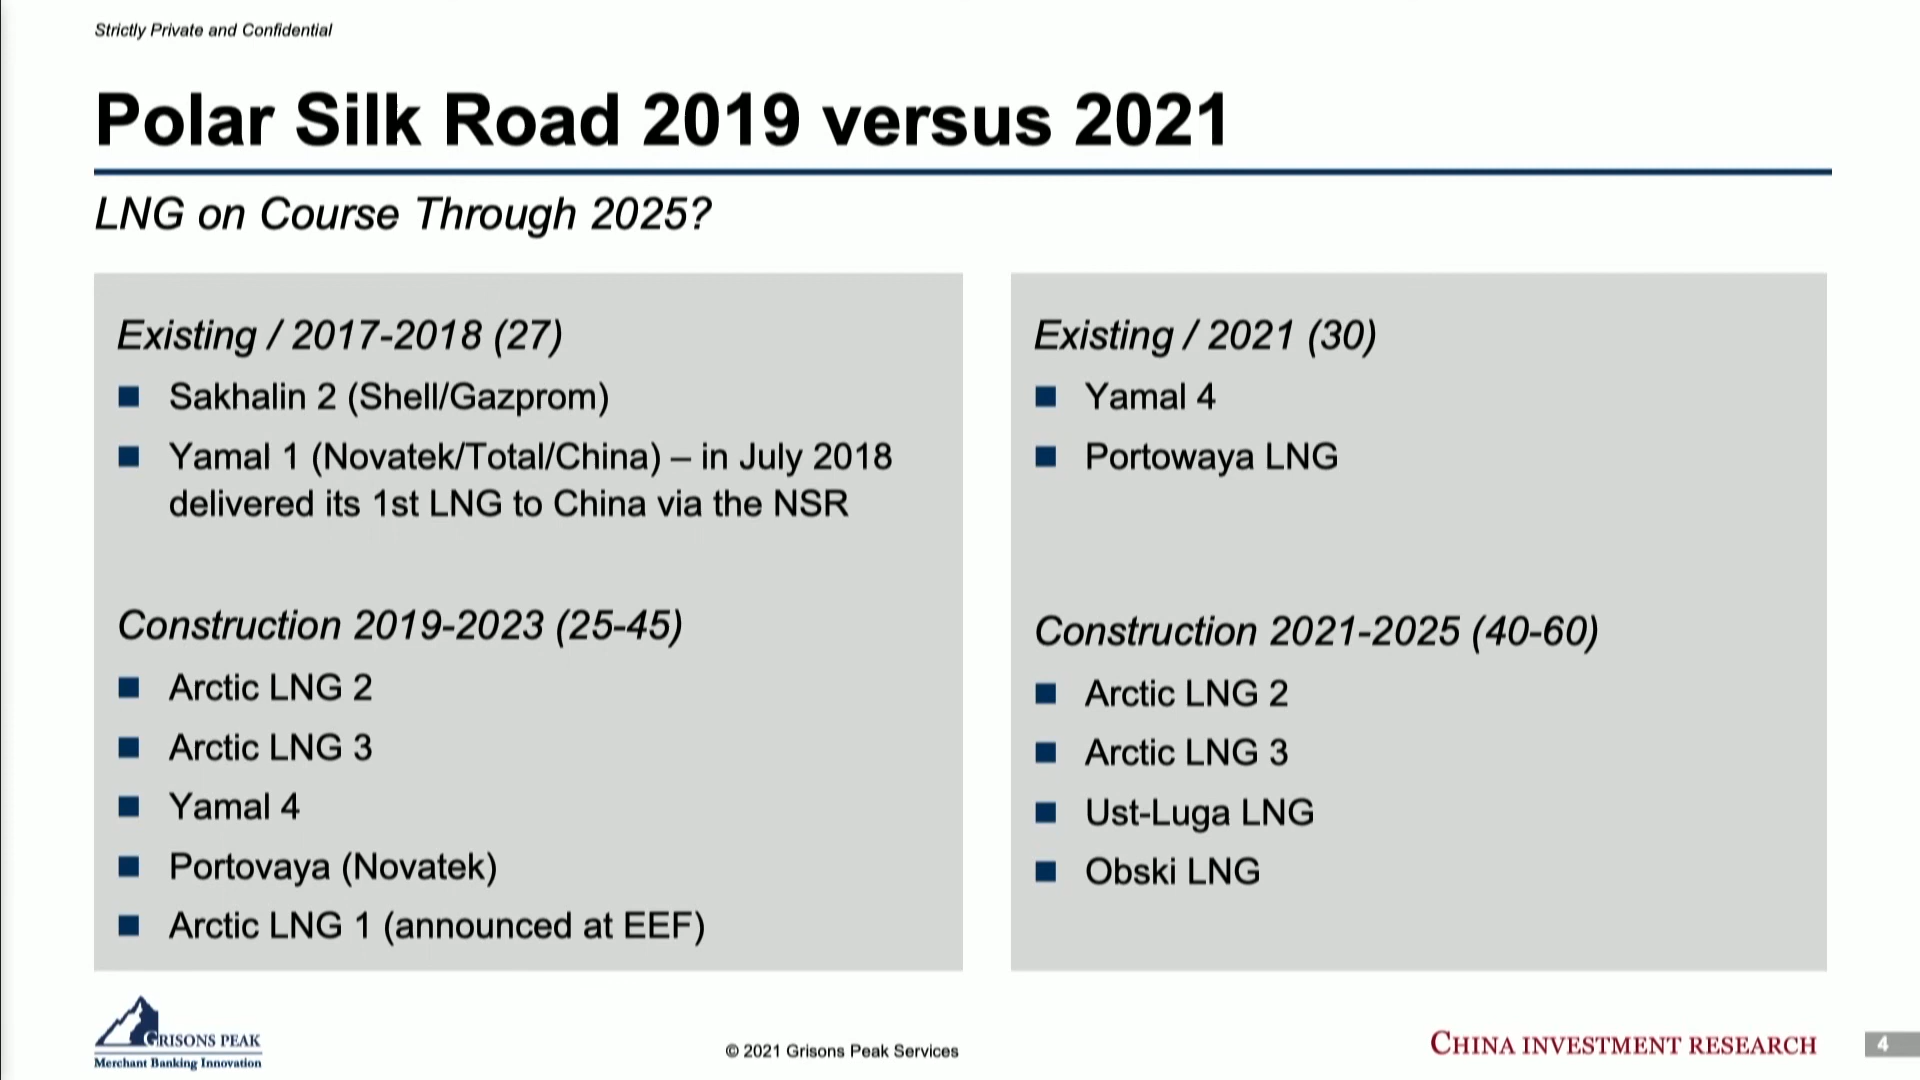 Strictly Private and Confidential
Polar Silk Road 2019 versus 2021
LNG on Course Through 2025?
Existing / 2017-2018 (27)
Sakhalin 2 (Shell/Gazprom)
Yamal 1 (Novatek/Total/China) – in July 2018
delivered its 1st LNG to China via the NSR
Construction 2019-2023 (25-45)
Arctic LNG 2
Arctic LNG 3
Yamal 4
Portovaya (Novatek)
Arctic LNG 1 (announced at EEF)
Existing / 2021 (30)
Yamal 4
Portowaya LNG
Construction 2021-2025 (40-60)
Arctic LNG 2
Arctic LNG 3
Ust-Luga LNG
Obski LNG
GRISONS PEAK
Merchant Banking Innovation
© 2021 Grisons Peak Services
CHINA INVESTMENT RESEARCH
4